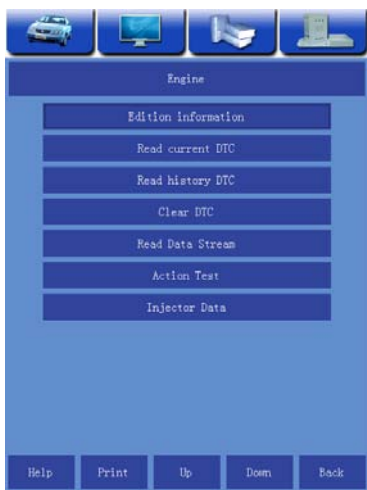 Engine
Edition information
Read current DTC
Read history DTC
Clear DTC
Read Data Stream
Action Test
Injector Data
Help Print Up Down Back